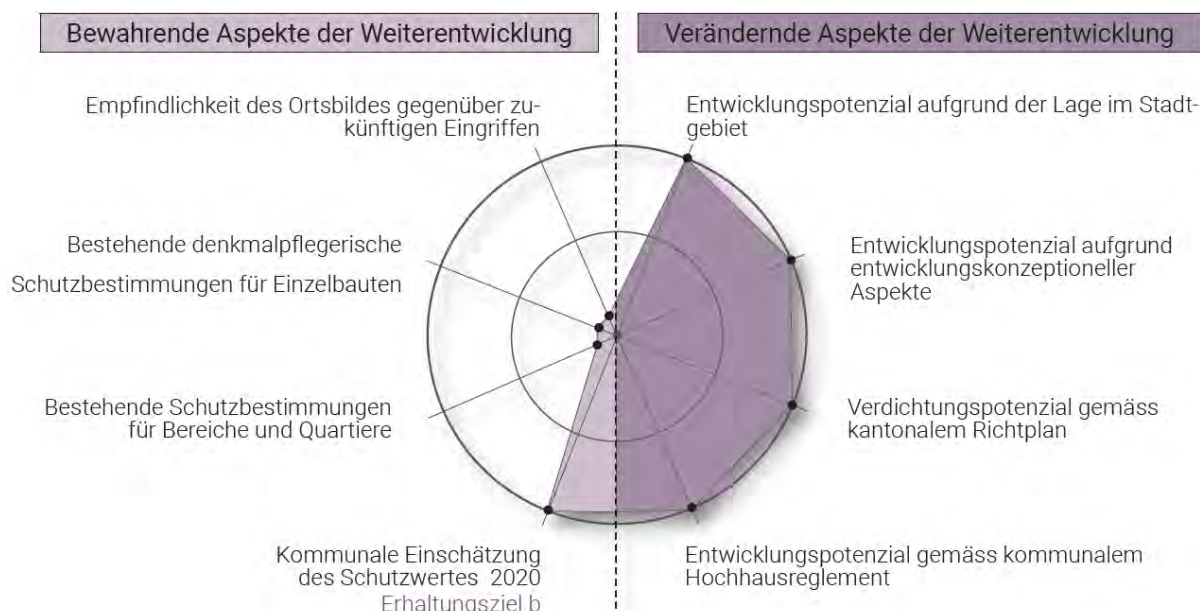 Bewahrende Aspekte der Weiterentwicklung
Verändernde Aspekte der Weiterentwicklung
Empfindlichkeit des Ortsbildes gegenüber zu-
künftigen Eingriffen
Entwicklungspotenzial aufgrund der Lage im Stadt-
gebiet
Bestehende denkmalpflegerische
Schutzbestimmungen für Einzelbauten
Entwicklungspotenzial aufgrund
entwicklungskonzeptioneller
Aspekte
Bestehende Schutzbestimmungen
für Bereiche und Quartiere
Verdichtungspotenzial gemäss
kantonalem Richtplan
Kommunale Einschätzung
des Schutzwertes 2020
Erhaltungsziel b
Entwicklungspotenzial gemäss kommunalem
Hochhausreglement